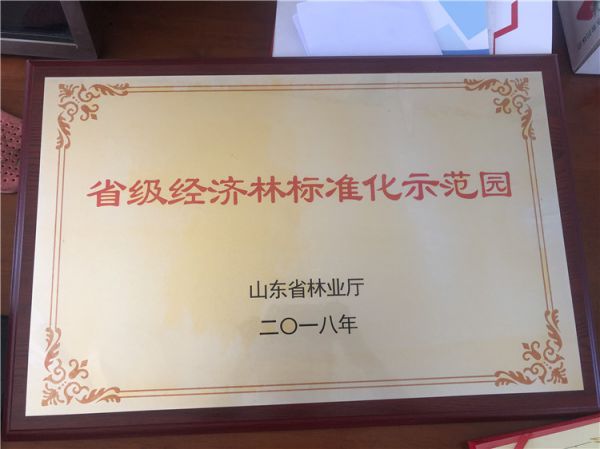 省级经济林标准化示范园
山东省林业厅
二〇一八年